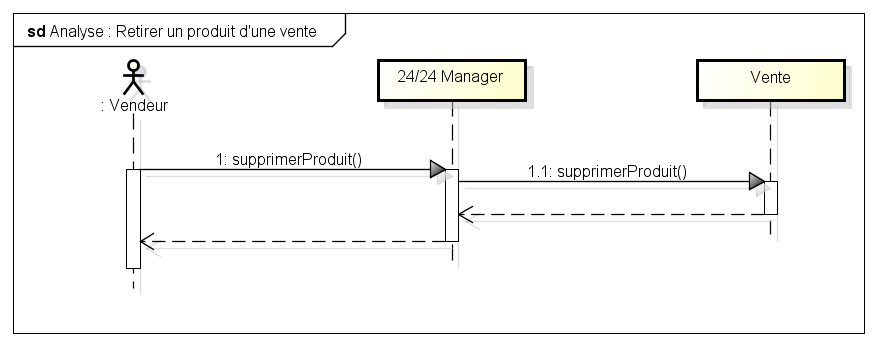 sd Analyse : Retirer un produit d'une vente
: Vendeur
24/24 Manager
Vente
1: supprimerProduit()
1.1: supprimerProduit()